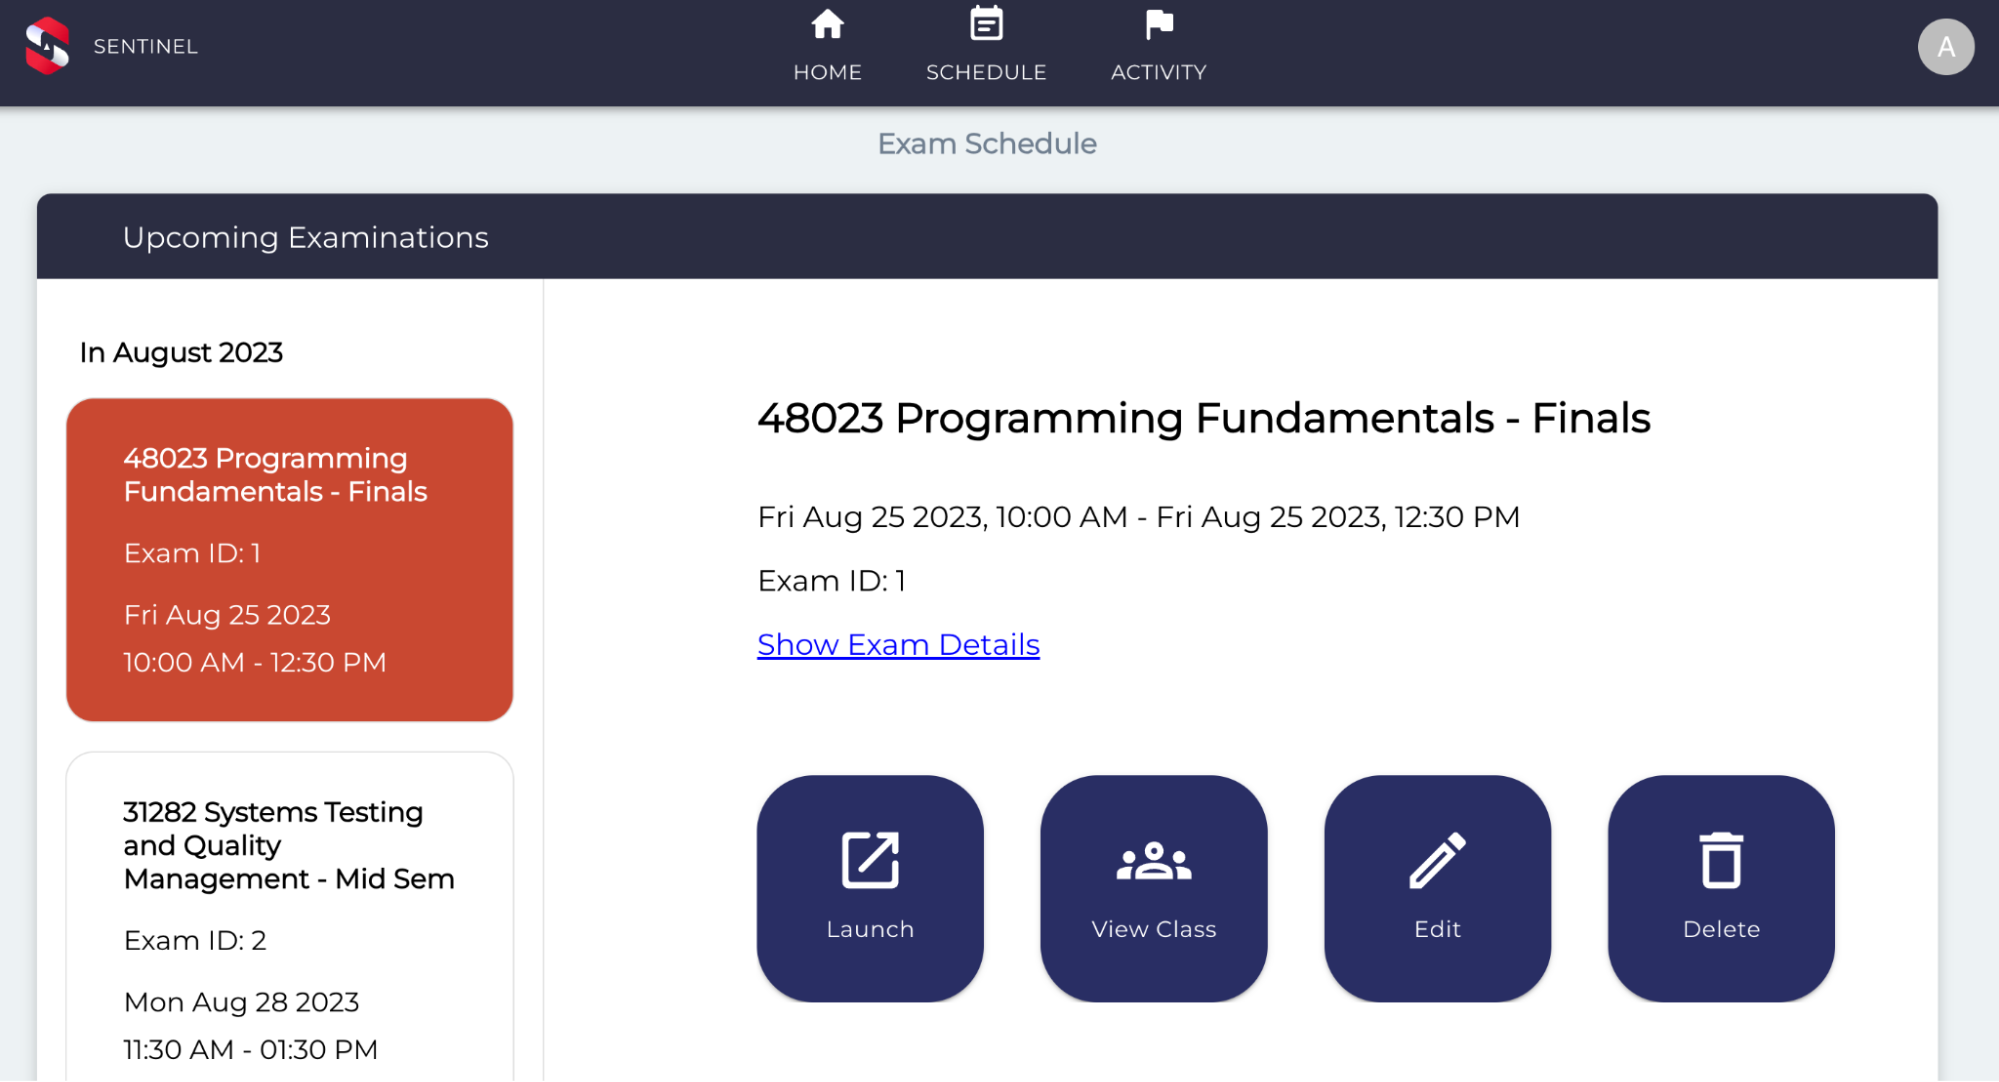 SENTINEL
HOME
SCHEDULE
ACTIVITY
A
Exam Schedule
Upcoming Examinations
In August 2023
48023 Programming
Fundamentals - Finals
Exam ID: 1
Fri Aug 25 2023
10:00 AM - 12:30 PM
31282 Systems Testing
and Quality
Management - Mid Sem
Exam ID: 2
Mon Aug 28 2023
11:30 AM - 01:30 PM
48023 Programming Fundamentals - Finals
Fri Aug 25 2023, 10:00 AM - Fri Aug 25 2023, 12:30 PM
Exam ID: 1
Show Exam Details
Launch
View Class
Edit
Delete